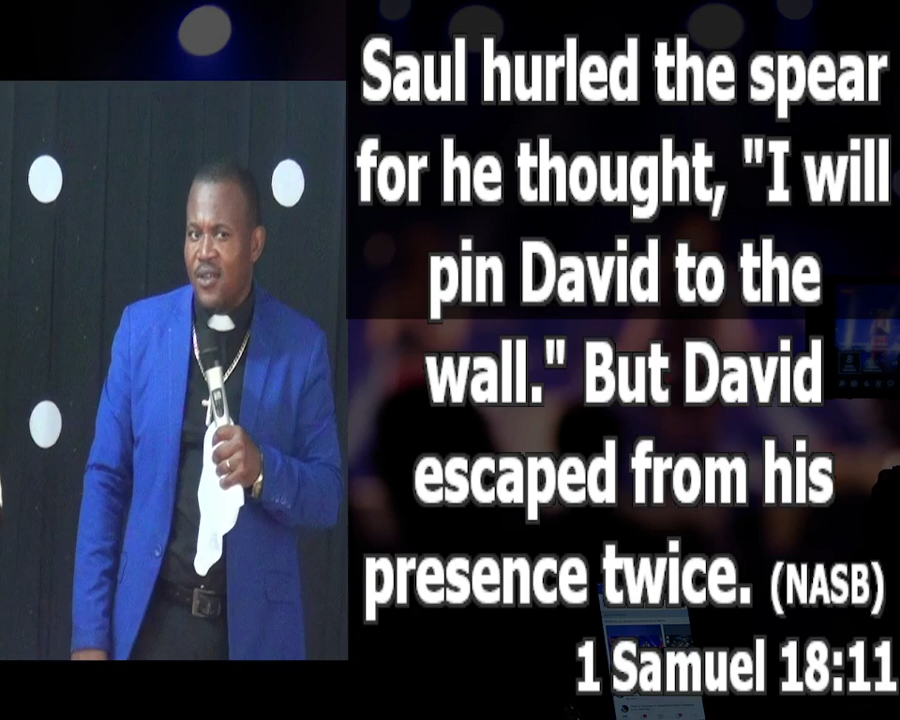 Saul hurled the spear
for he thought, "I will
pin David to the
wall." But David
escaped from his
presence twice. (NASB)
1 Samuel 18:11